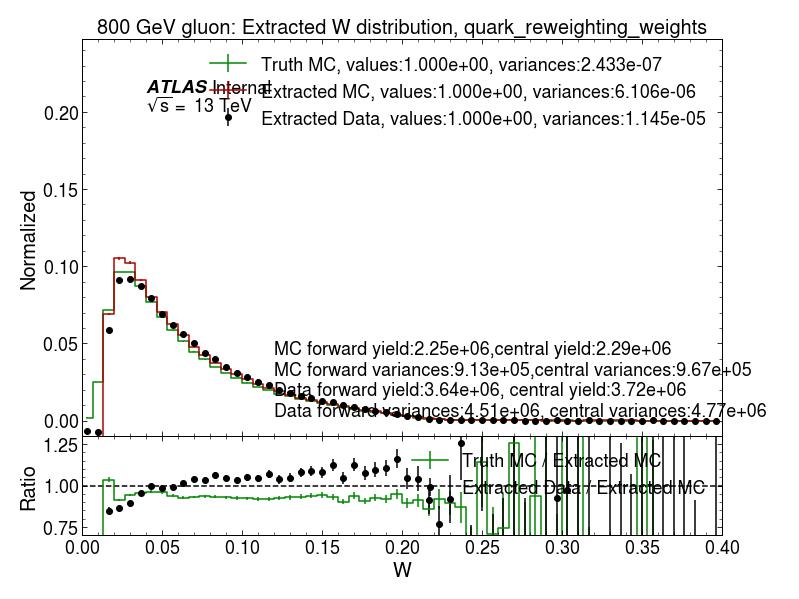 800 GeV gluon: Extracted W distribution, quark_reweighting_weights
Truth MC, values:1.000e+00, variances:2.433e-07
ATLAS Internal
Extracted MC, values:1.000e+00, variances:6.106e-06
√s = 13 TeV
Extracted Data, values:1.000e+00, variances:1.145e-05
Normalized
0.20
0.15
0.10
0.05
0.00
MC forward yield:2.25e+06,central yield:2.29e+06
MC forward variances:9.13e+05,central variances:9.67e+05
Data forward yield:3.64e+06, central yield:3.72e+06
Data forward variances:4.51e+06, central variances:4.77e+06
Ratio
1.25
1.00
0.75
Truth MC / Extracted MC
Extracted Data / Extracted MC
0.00 0.05 0.10 0.15 0.20 0.25 0.30 0.35 0.40
W